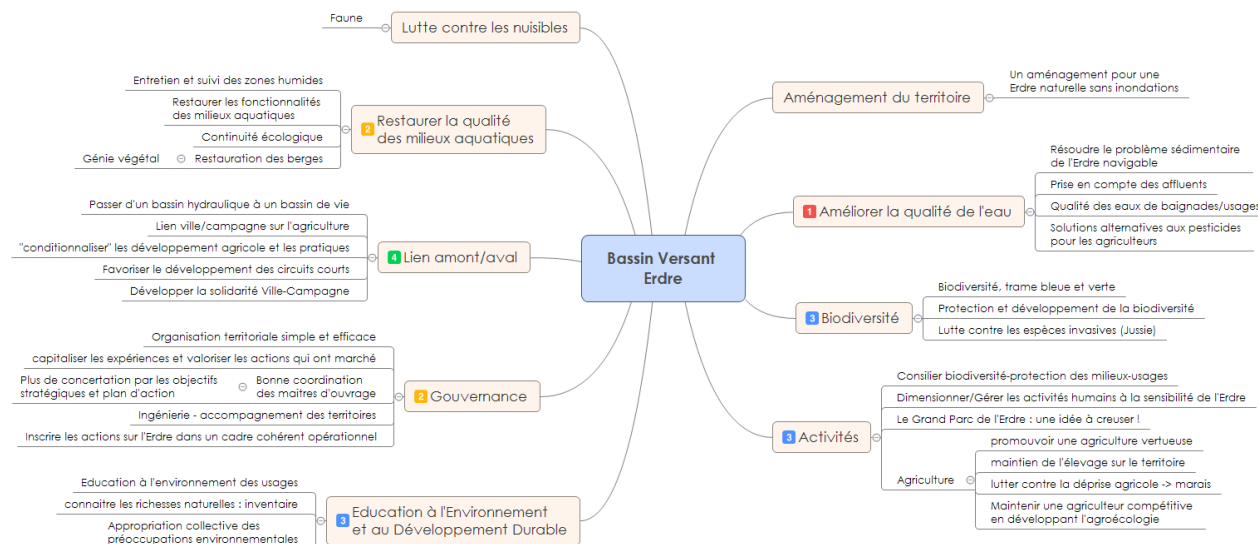 Bassin Versant
Erdre
Aménagement du territoire
Un aménagement pour une
Erdre naturelle sans inondations
1 Améliorer la qualité de l'eau
Résoudre le problème sédimentaire
de l'Erdre navigable
Prise en compte des affluents
Qualité des eaux de baignades/usages
Solutions alternatives aux pesticides
pour les agriculteurs
3 Biodiversité
Biodiversité, trame bleue et verte
Protection et développement de la biodiversité
Lutte contre les espèces invasives (Jussie)
3 Activités
Consilier biodiversité-protection des milieux-usages
Dimensionner/Gérer les activités humains à la sensibilité de l'Erdre
Le Grand Parc de l'Erdre : une idée à creuser !
Agriculture
promouvoir une agriculture vertueuse
maintien de l'élevage sur le territoire
lutter contre la déprise agricole -> marais
Maintenir une agriculteur compétitive
en développant l'agroécologie
Lutte contre les nuisibles
Faune
2 Restaurer la qualité
des milieux aquatiques
Entretien et suivi des zones humides
Restaurer les fonctionnalités
des milieux aquatiques
Continuité écologique
Restauration des berges
Génie végétal
4 Lien amont/aval
Passer d'un bassin hydraulique à un bassin de vie
Lien ville/campagne sur l'agriculture
"conditionnaliser" les développement agricole et les pratiques
Favoriser le développement des circuits courts
Développer la solidarité Ville-Campagne
2 Gouvernance
Organisation territoriale simple et efficace
capitaliser les expériences et valoriser les actions qui ont marché
Bonne coordination
des maitres d'ouvrage
Plus de concertation par les objectifs
stratégiques et plan d'action
Ingénierie - accompagnement des territoires
Inscrire les actions sur l'Erdre dans un cadre cohérent opérationnel
3 Education à l'Environnement
et au Développement Durable
Education à l'environnement des usages
connaitre les richesses naturelles : inventaire
Appropriation collective des
préoccupations environnementales